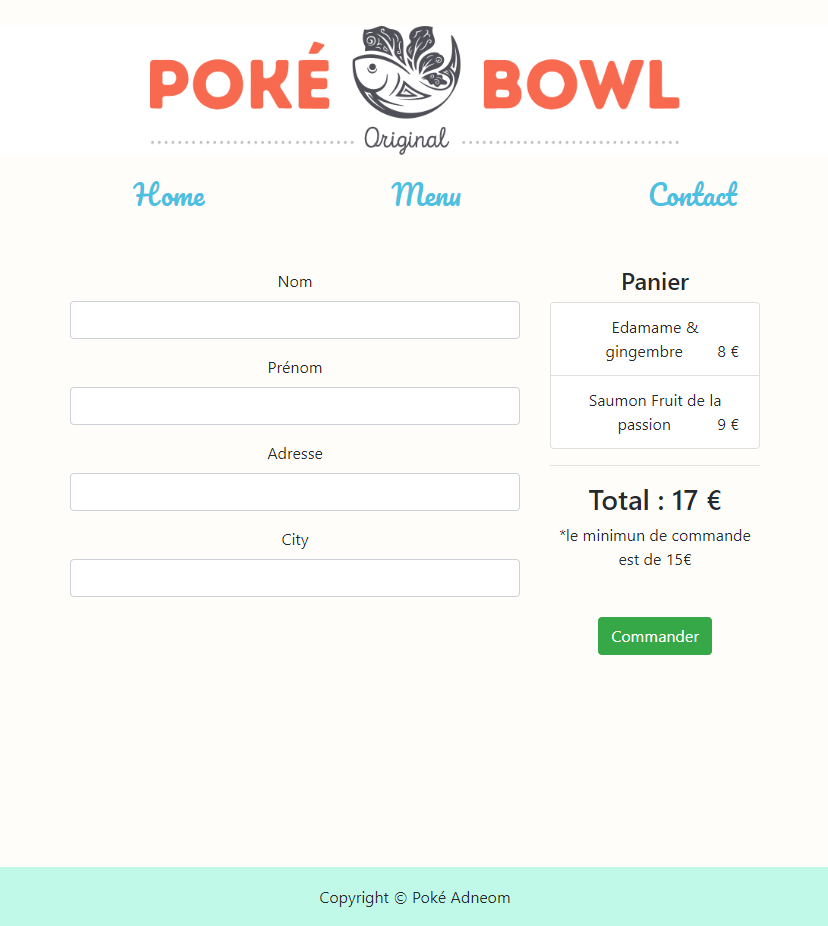 POKÉ BOWL
Original
Home Menu Contact
Nom
Prénom
Adresse
City
Panier
Edamame &
gingembre 8 €
Saumon Fruit de la
passion 9 €
Total : 17 €
*le minimun de commande
est de 15€
Commander
Copyright © Poké Adneom